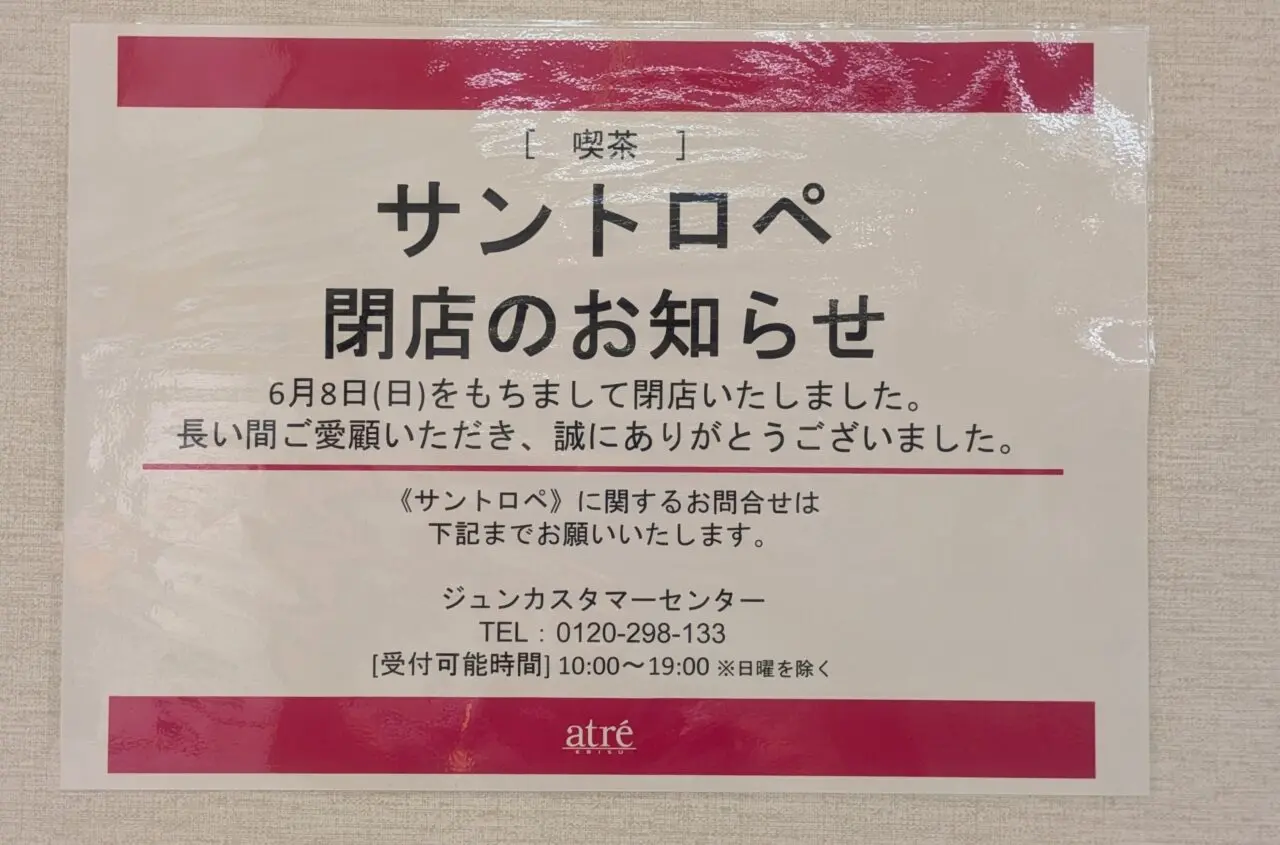 [ 喫茶 ]
サントロペ
閉店のお知らせ
6月8日(日)をもちまして閉店いたしました。
長い間ご愛顧いただき、誠にありがとうございました。
《サントロペ》に関するお問合せは
下記までお願いいたします。
ジュンカスタマーセンター
TEL : 0120-298-133
[受付可能時間] 10:00〜19:00 ※日曜を除く
atré
EBISU